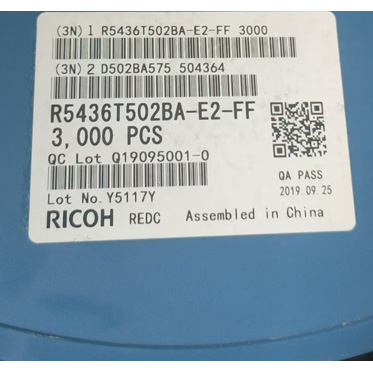 (3N) 1 R5436T502BA-E2-FF 3000
(3N) 2 D502BA575 504364
R5436T502BA-E2-FF
3,000 PCS
QC Lot Q19095001-0
QA PASS
2019.09.25
Lot No. Y5117Y
RICOH REDC Assembled in China